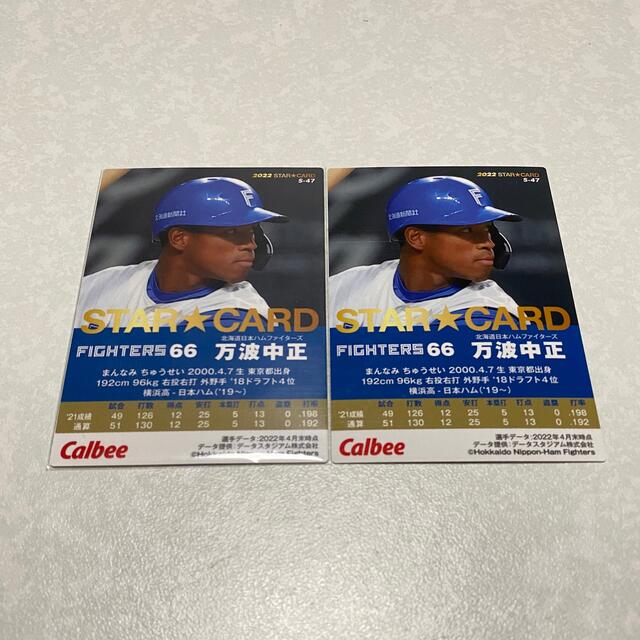 2022 STAR★CARD
S-47
F
北海道新聞社
STAR★CARD
北海道日本ハムファイターズ
FIGHTERS 66 万波中正
まんなみ ちゅうせい 2000.4.7生 東京都出身
192cm 96kg 右投右打 外野手 '18ドラフト4位
横浜高-日本ハム('19〜)
試合 打数 得点 安打 本塁打 打点 盗塁 打率
'21成績 49 126 12 25 5 13 0 .198
通算 51 130 12 25 5 13 0 .192
選手データ:2022年4月末時点
データ提供:データスタジアム株式会社
©Hokkaido Nippon-Ham Fighters
Calbee
2022 STAR★CARD
S-47
F
北海道新聞社
STAR★CARD
北海道日本ハムファイターズ
FIGHTERS 66 万波中正
まんなみ ちゅうせい 2000.4.7生 東京都出身
192cm 96kg 右投右打 外野手 '18ドラフト4位
横浜高-日本ハム('19〜)
試合 打数 得点 安打 本塁打 打点 盗塁 打率
'21成績 49 126 12 25 5 13 0 .198
通算 51 130 12 25 5 13 0 .192
選手データ:2022年4月末時点
データ提供:データスタジアム株式会社
©Hokkaido Nippon-Ham Fighters
Calbee